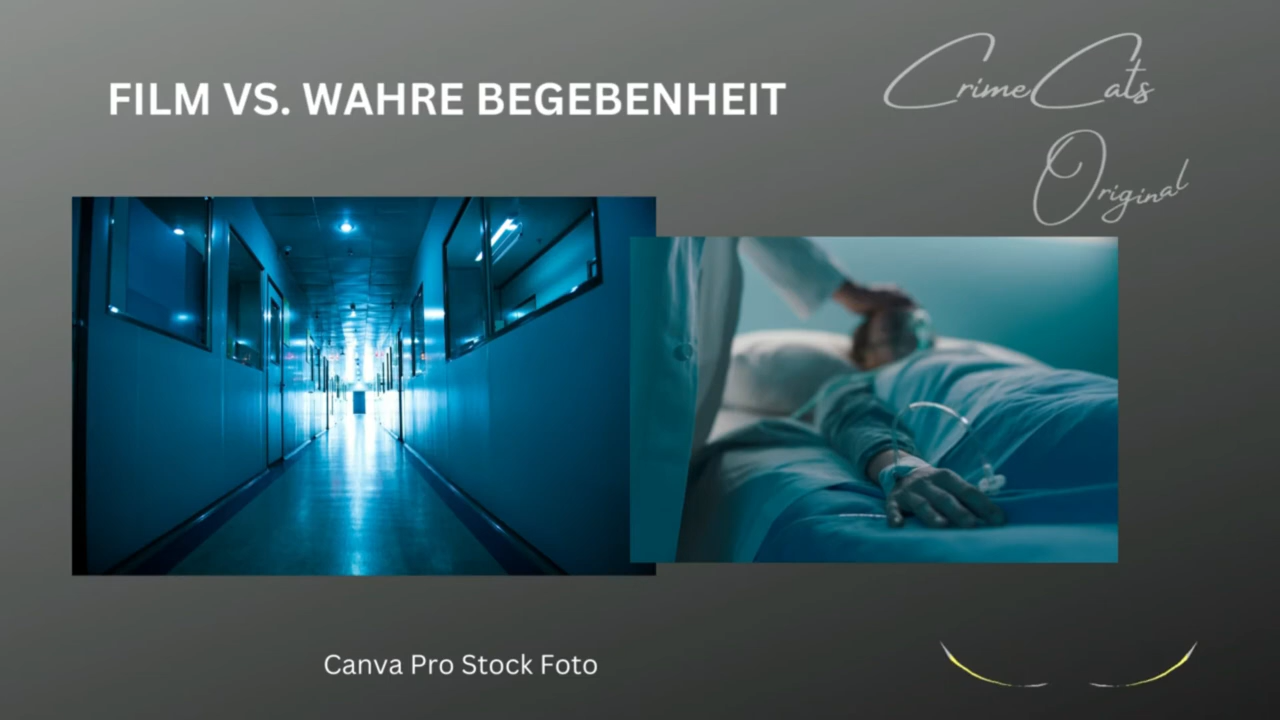 FILM VS. WAHRE BEGEBENHEIT
CrimeCats
Original
Canva Pro Stock Foto